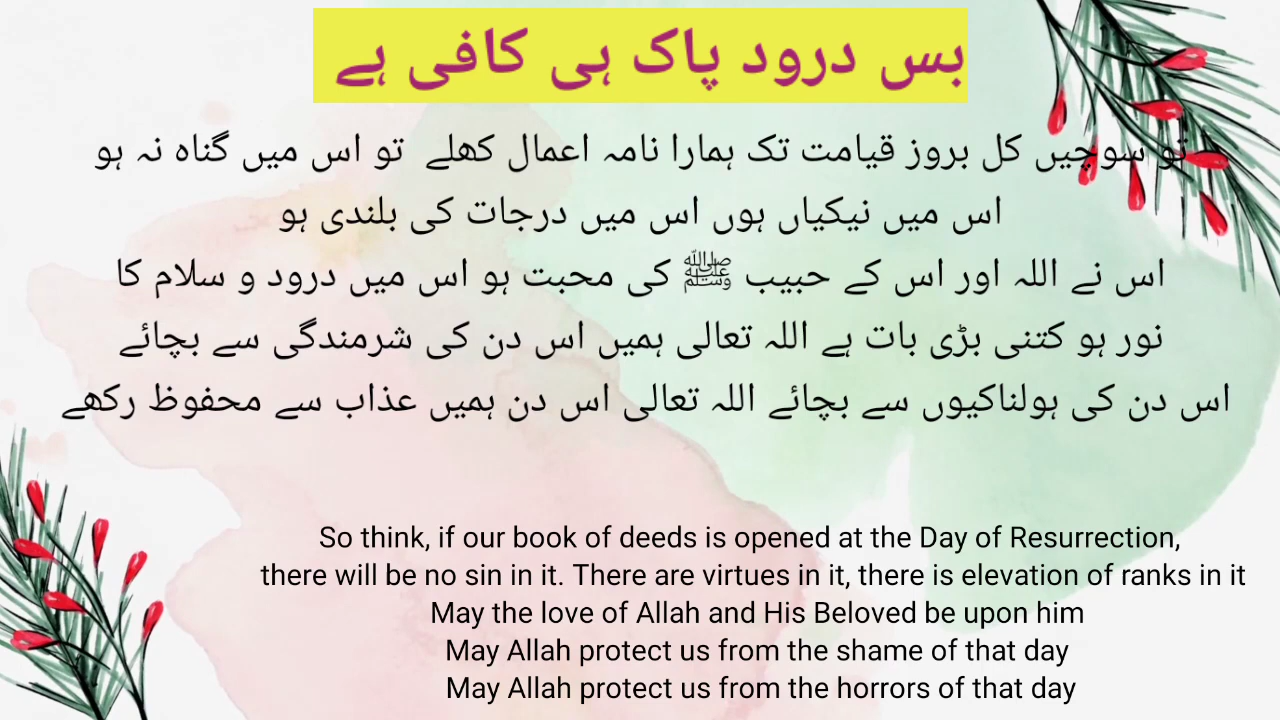 بس درود پاک ہی کافی ہے
تو سوچیں کل بروز قیامت تک ہمارا نامہ اعمال کھلے تو اس میں گناہ نہ ہو
اس میں نیکیاں ہوں اس میں درجات کی بلندی ہو
اس نے اللہ اور اس کے حبیب ﷺ کی محبت ہو اس میں درود و سلام کا
نور ہو کتنی بڑی بات ہے اللہ تعالی ہمیں اس دن کی شرمندگی سے بچائے
اس دن کی ہولناکیوں سے بچائے اللہ تعالی اس دن ہمیں عذاب سے محفوظ رکھے
So think, if our book of deeds is opened at the Day of Resurrection,
there will be no sin in it. There are virtues in it, there is elevation of ranks in it
May the love of Allah and His Beloved be upon him
May Allah protect us from the shame of that day
May Allah protect us from the horrors of that day